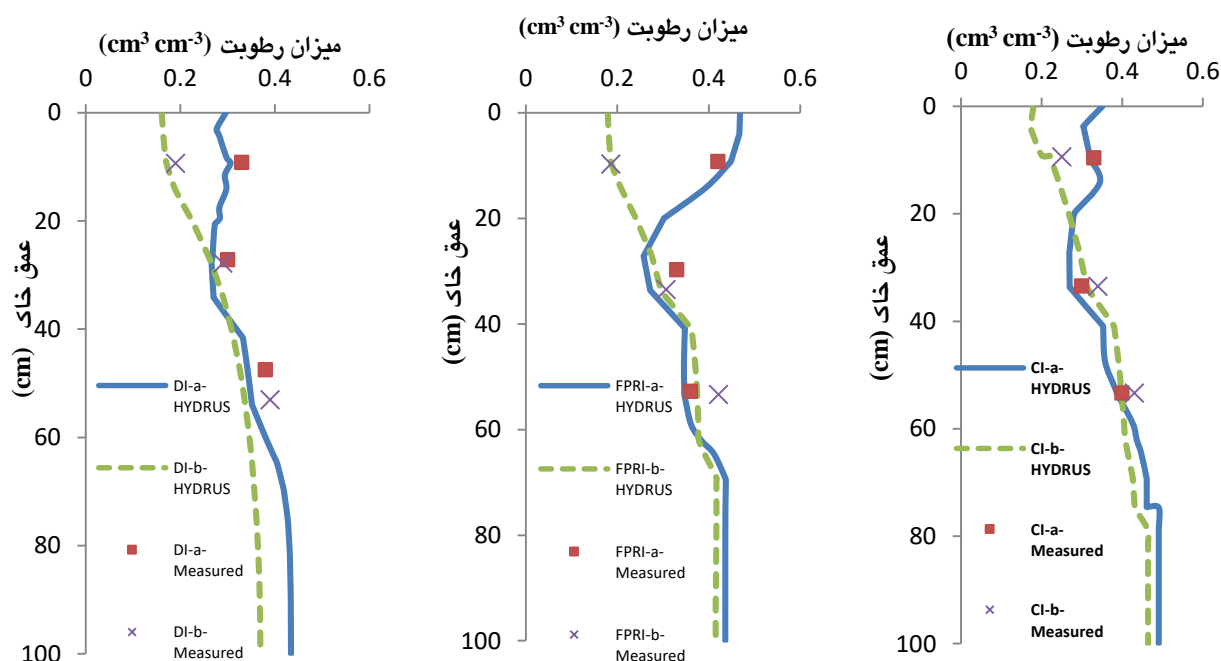 میزان رطوبت (cm³ cm⁻³)
0 0.2 0.4 0.6
0
20
40
60
80
100
عمق خاک (cm)
DI-a-
HYDRUS
DI-b-
HYDRUS
DI-a-
Measured
DI-b-
Measured
میزان رطوبت (cm³ cm⁻³)
0 0.2 0.4 0.6
0
20
40
60
80
100
عمق خاک (cm)
FPRI-a-
HYDRUS
FPRI-b-
HYDRUS
FPRI-a-
Measured
FPRI-b-
Measured
میزان رطوبت (cm³ cm⁻³)
0 0.2 0.4 0.6
0
20
40
60
80
100
عمق خاک (cm)
CI-a-
HYDRUS
CI-b-
HYDRUS
CI-a-
Measured
CI-b-
Measured